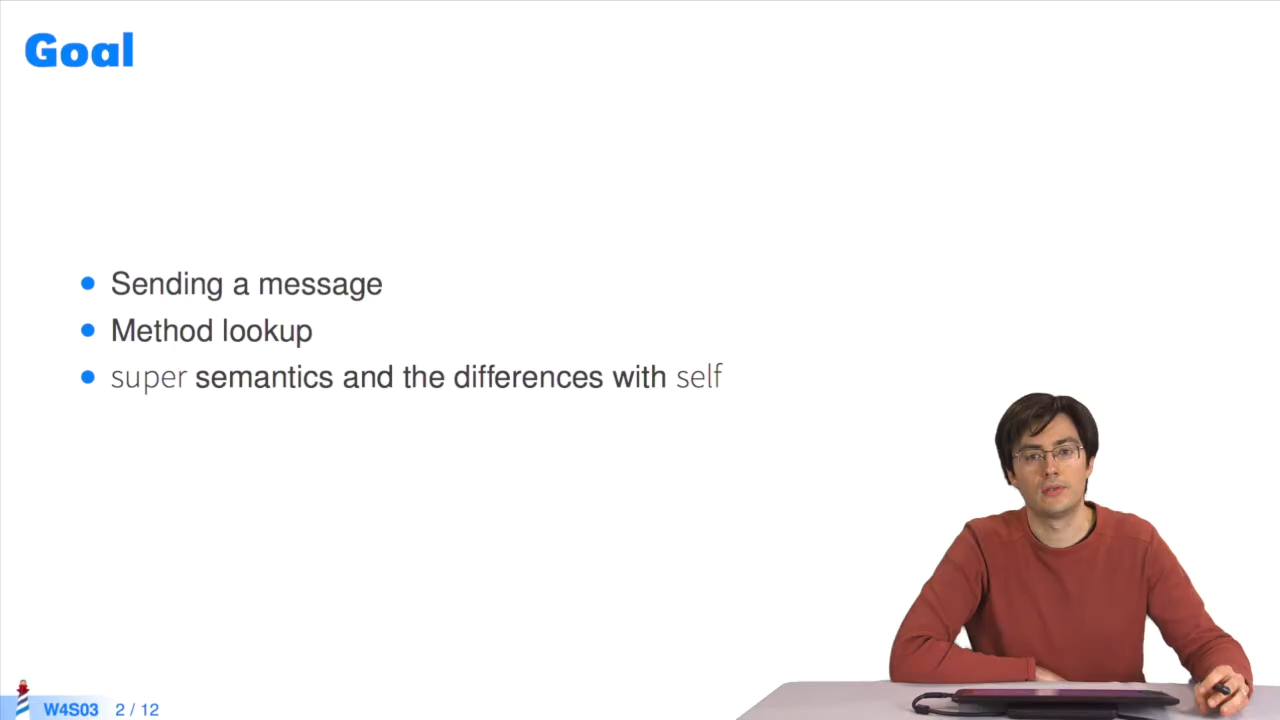 Goal
Sending a message
Method lookup
super semantics and the differences with self
W4S03 2 / 12